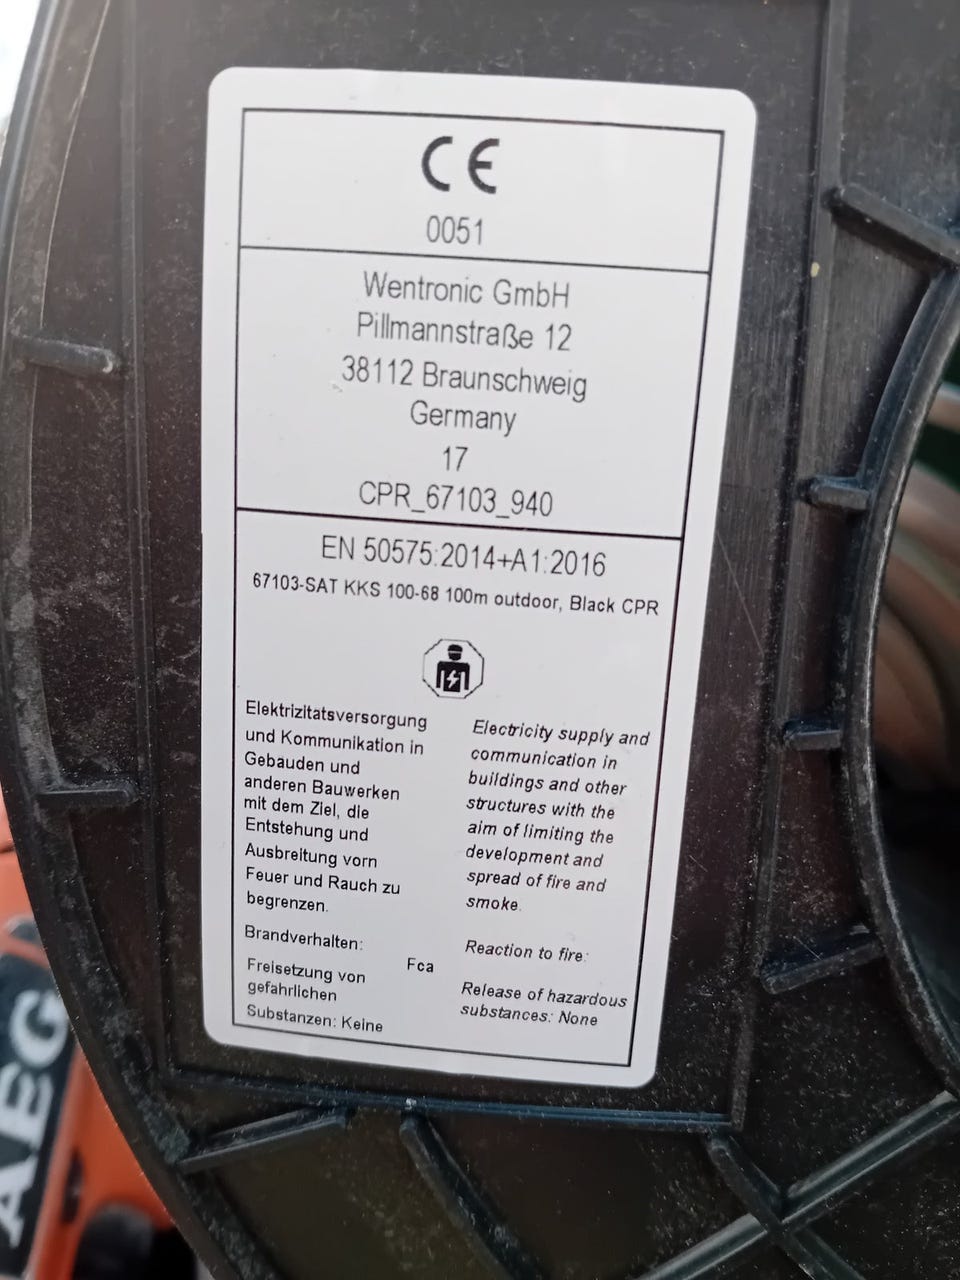 CE
0051
Wentronic GmbH
Pillmannstraße 12
38112 Braunschweig
Germany
17
CPR_67103_940
EN 50575:2014+A1:2016
67103-SAT KKS 100-68 100m outdoor, Black CPR
Elektrizitatsversorgung
und Kommunikation in
Gebauden und
anderen Bauwerken
mit dem Ziel, die
Entstehung und
Ausbreitung vorn
Feuer und Rauch zu
begrenzen.
Electricity supply and
communication in
buildings and other
structures with the
aim of limiting the
development and
spread of fire and
smoke.
Brandverhalten:
Fca
Reaction to fire:
Freisetzung von
gefahrlichen
Substanzen: Keine
Release of hazardous
substances: None
AEG